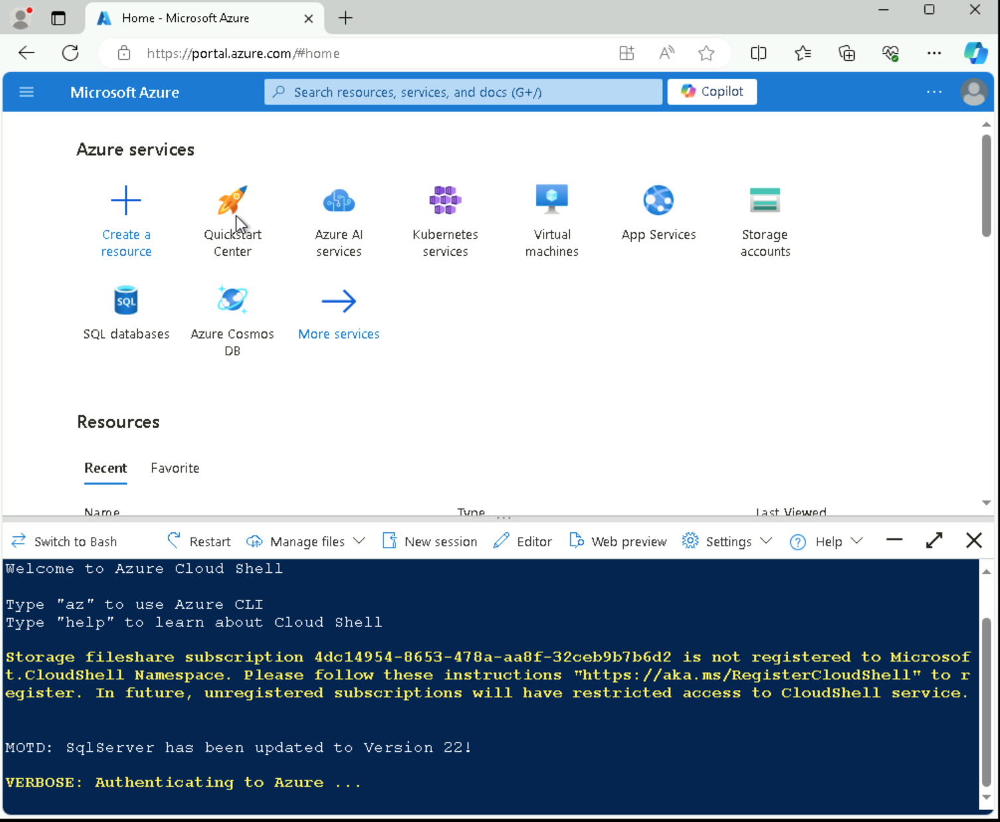 Home - Microsoft Azure
https://portal.azure.com/#home
Microsoft Azure
Search resources, services, and docs (G+/)
Copilot
Azure services
Create a
resource
Quickstart
Center
Azure AI
services
Kubernetes
services
Virtual
machines
App Services
Storage
accounts
SQL
SQL databases
Azure Cosmos
DB
More services
Resources
Recent
Favorite
Name
Type
Last Viewed
Switch to Bash
Restart
Manage files
New session
Editor
Web preview
Settings
Help
Welcome to Azure Cloud Shell
Type "az" to use Azure CLI
Type "help" to learn about Cloud Shell
Storage fileshare subscription 4dc14954-8653-478a-aa8f-32ceb9b7b6d2 is not registered to Microsof
t.CloudShell Namespace. Please follow these instructions "https://aka.ms/RegisterCloudShell" to r
egister. In future, unregistered subscriptions will have restricted access to CloudShell service.
MOTD: SqlServer has been updated to Version 22!
VERBOSE: Authenticating to Azure ...